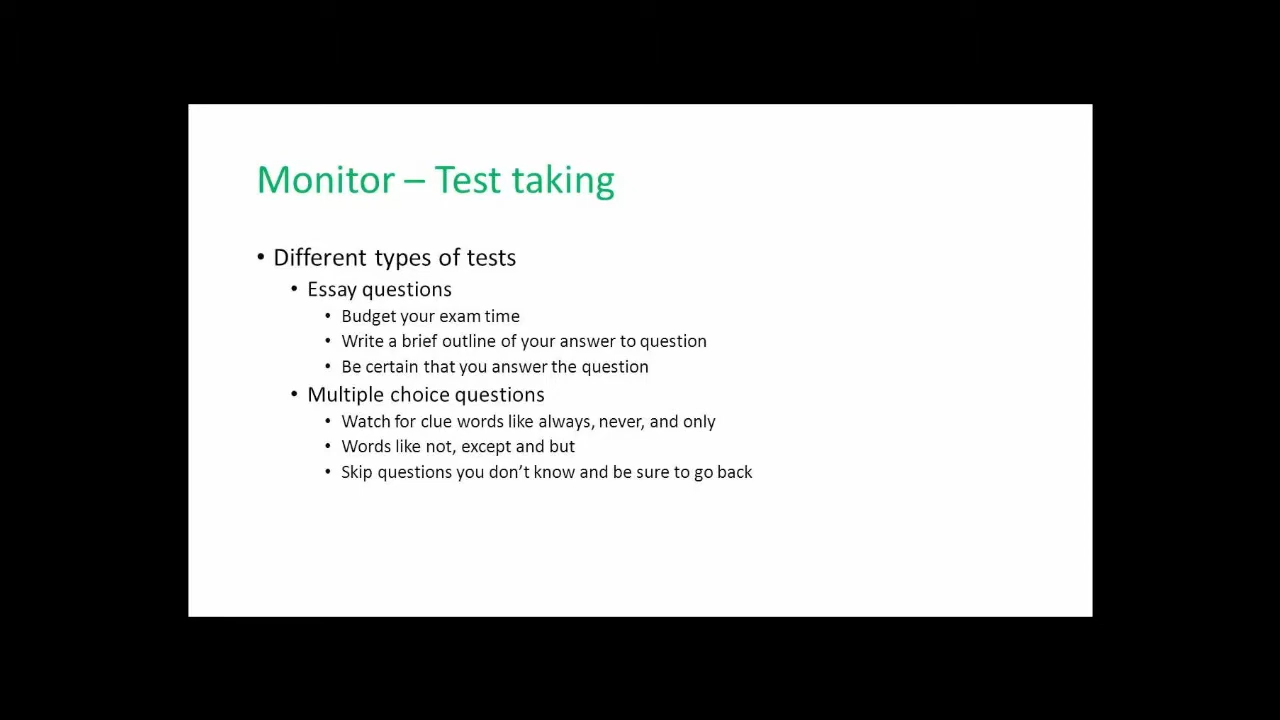 Monitor – Test taking
• Different types of tests
• Essay questions
• Budget your exam time
• Write a brief outline of your answer to question
• Be certain that you answer the question
• Multiple choice questions
• Watch for clue words like always, never, and only
• Words like not, except and but
• Skip questions you don’t know and be sure to go back